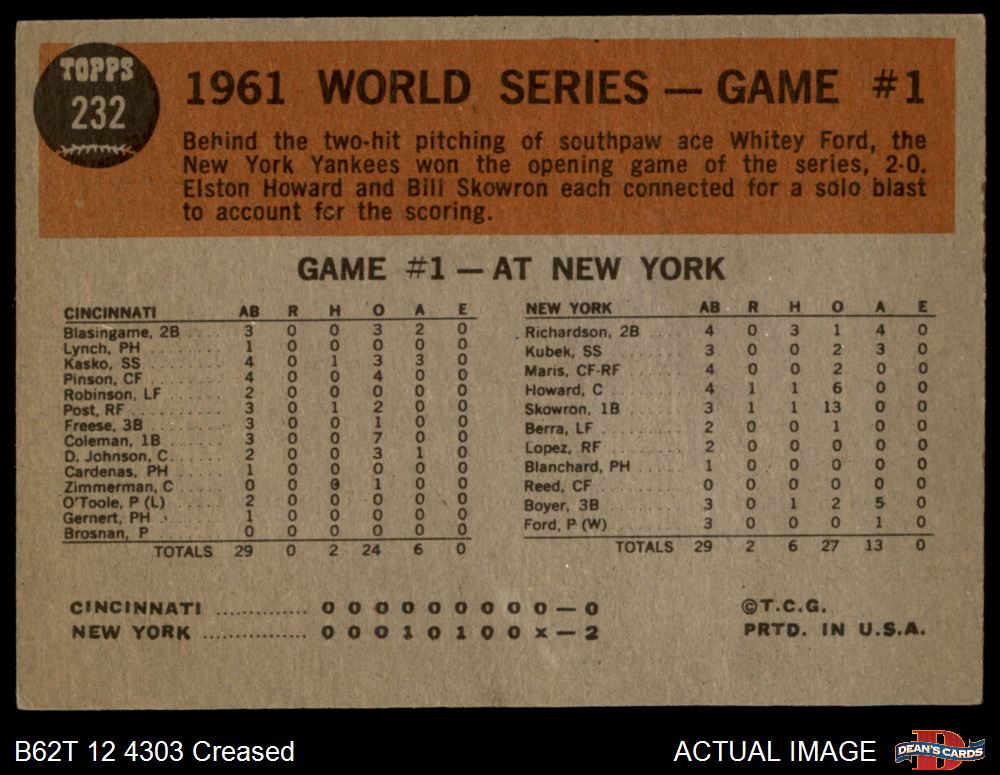 TOPPS
232
1961 WORLD SERIES — GAME #1
Behind the two-hit pitching of southpaw ace Whitey Ford, the
New York Yankees won the opening game of the series, 2-0.
Elston Howard and Bill Skowron each connected for a solo blast
to account for the scoring.
GAME #1 — AT NEW YORK
CINCINNATI AB R H O A E
Blasingame, 2B 3 0 0 3 2 0
Lynch, PH 1 0 0 0 0 0
Kasko, SS 4 0 1 3 3 0
Pinson, CF 4 0 0 4 0 0
Robinson, LF 2 0 0 0 0 0
Post, RF 3 0 1 2 0 0
Freese, 3B 3 0 0 1 0 0
Coleman, 1B 3 0 0 7 0 0
D. Johnson, C 2 0 0 3 1 0
Cardenas, PH 1 0 0 0 0 0
Zimmerman, C 0 0 0 1 0 0
O'Toole, P (L) 2 0 0 0 0 0
Gernert, PH 1 0 0 0 0 0
Brosnan, P 0 0 0 0 0 0
TOTALS 29 0 2 24 6 0
NEW YORK AB R H O A E
Richardson, 2B 4 0 3 1 4 0
Kubek, SS 3 0 0 2 3 0
Maris, CF-RF 4 0 0 2 0 0
Howard, C 4 1 1 6 0 0
Skowron, 1B 3 1 1 13 0 0
Berra, LF 2 0 0 1 0 0
Lopez, RF 2 0 0 0 0 0
Blanchard, PH 1 0 0 0 0 0
Reed, CF 0 0 0 0 0 0
Boyer, 3B 3 0 1 2 5 0
Ford, P (W) 3 0 0 0 1 0
TOTALS 29 2 6 27 13 0
CINCINNATI .............. 0 0 0 0 0 0 0 0 0 — 0
NEW YORK ................ 0 0 0 1 0 1 0 0 x — 2
©T.C.G.
PRTD. IN U.S.A.
B62T 12 4303 Creased
ACTUAL IMAGE
DEAN'S CARDS